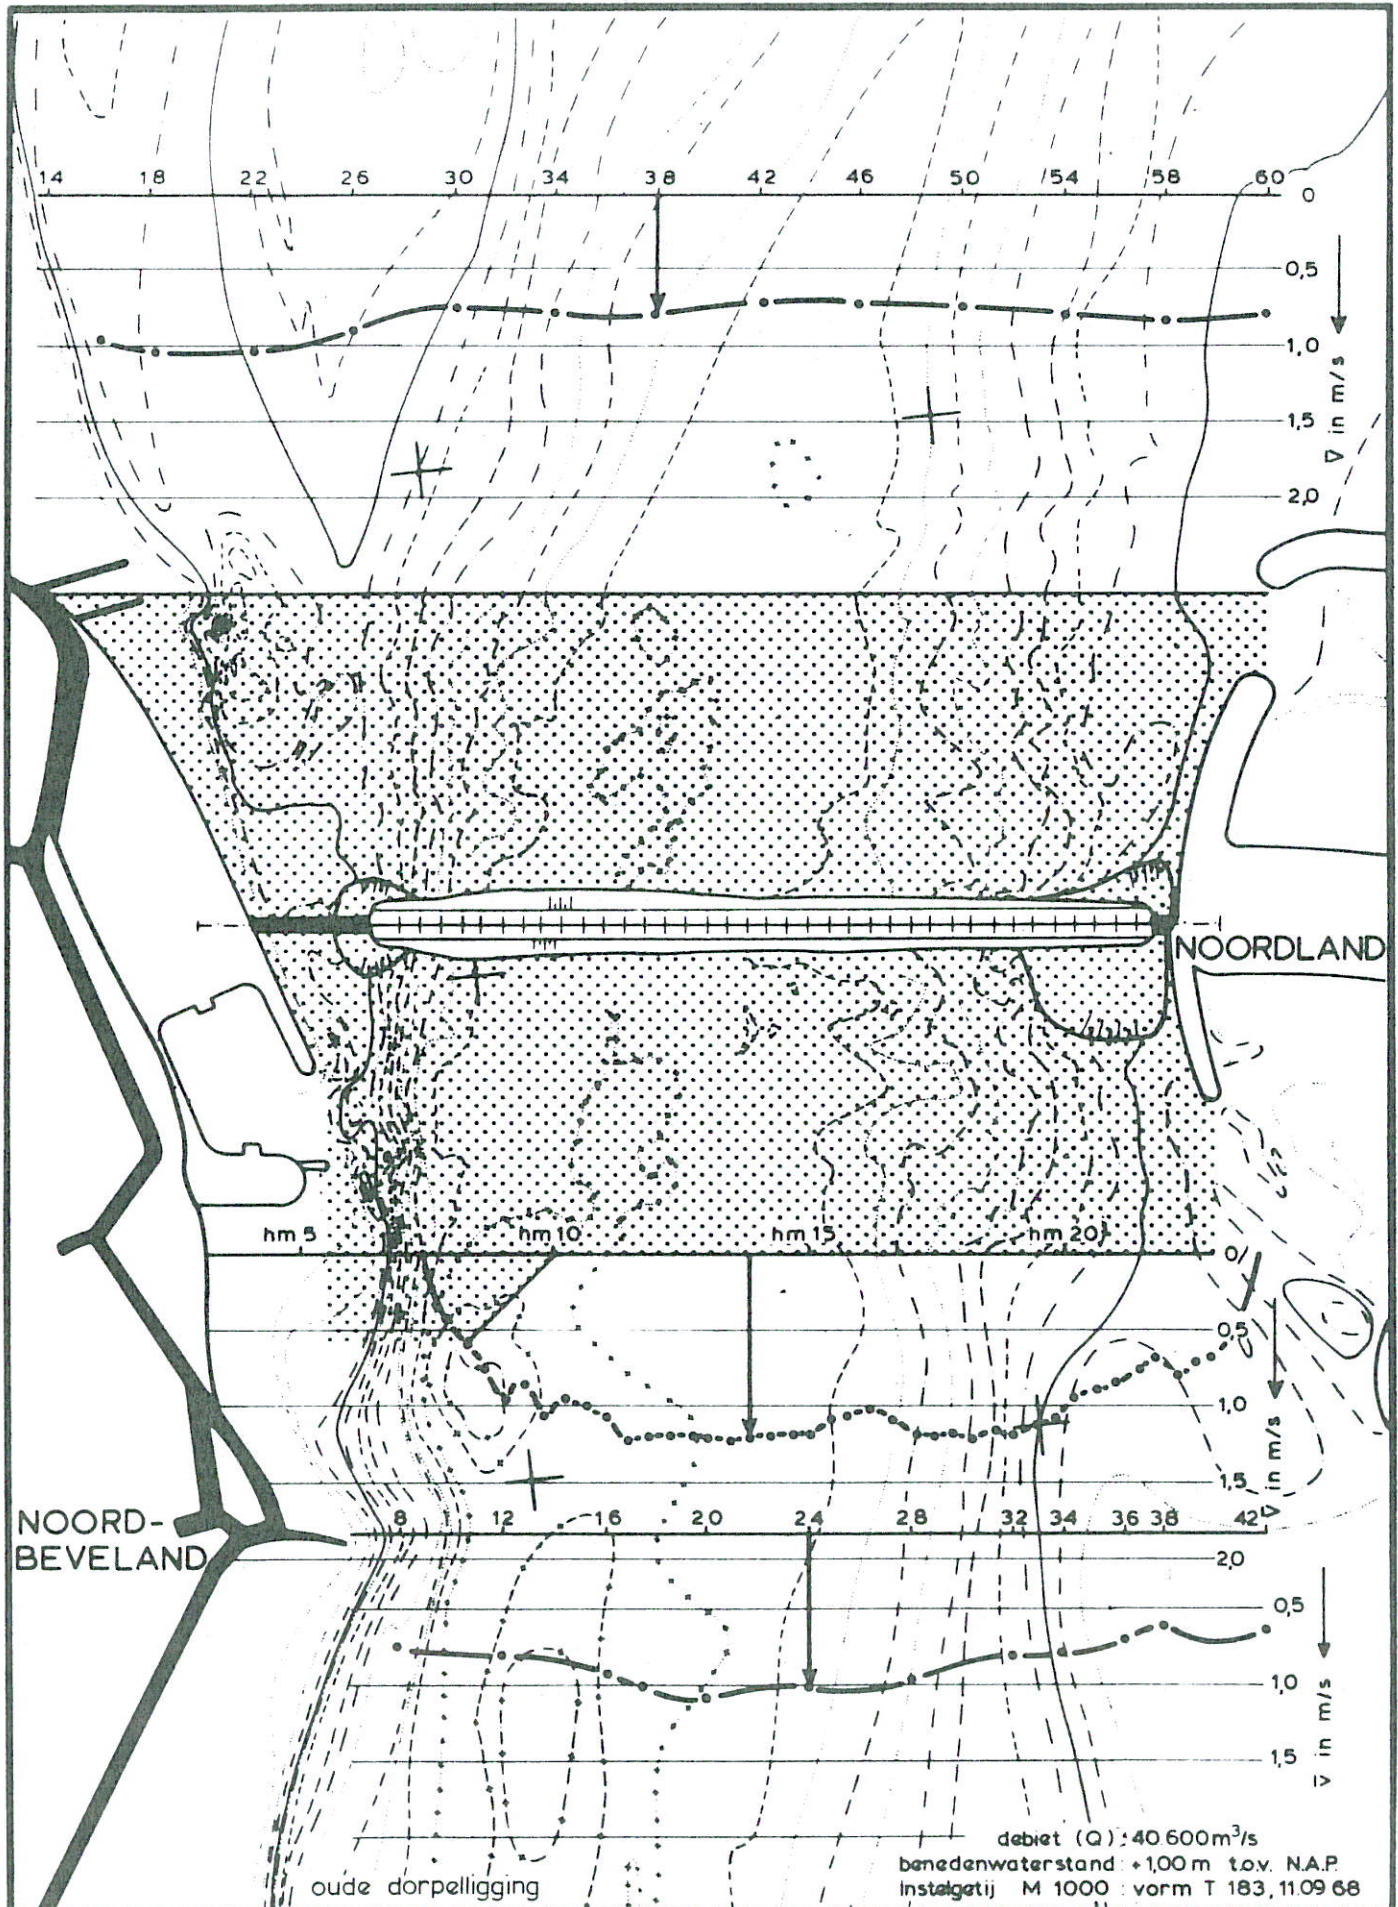 14 18 22 26 30 34 38 42 46 50 54 58 60
0
0,5
1,0
1,5
2,0
v̄ in m/s
NOORDLAND
hm 5 hm 10 hm 15 hm 20
0
0,5
1,0
1,5
2,0
v̄ in m/s
NOORD-
BEVELAND
8 12 16 20 24 28 32 34 36 38 42
0,5
1,0
1,5
v̄ in m/s
debiet (Q) : 40.600 m³/s
benedenwaterstand : +1,00 m t.o.v. N.A.P.
Instelgetij M 1000 : vorm T 183, 11.09 68
oude dorpelligging